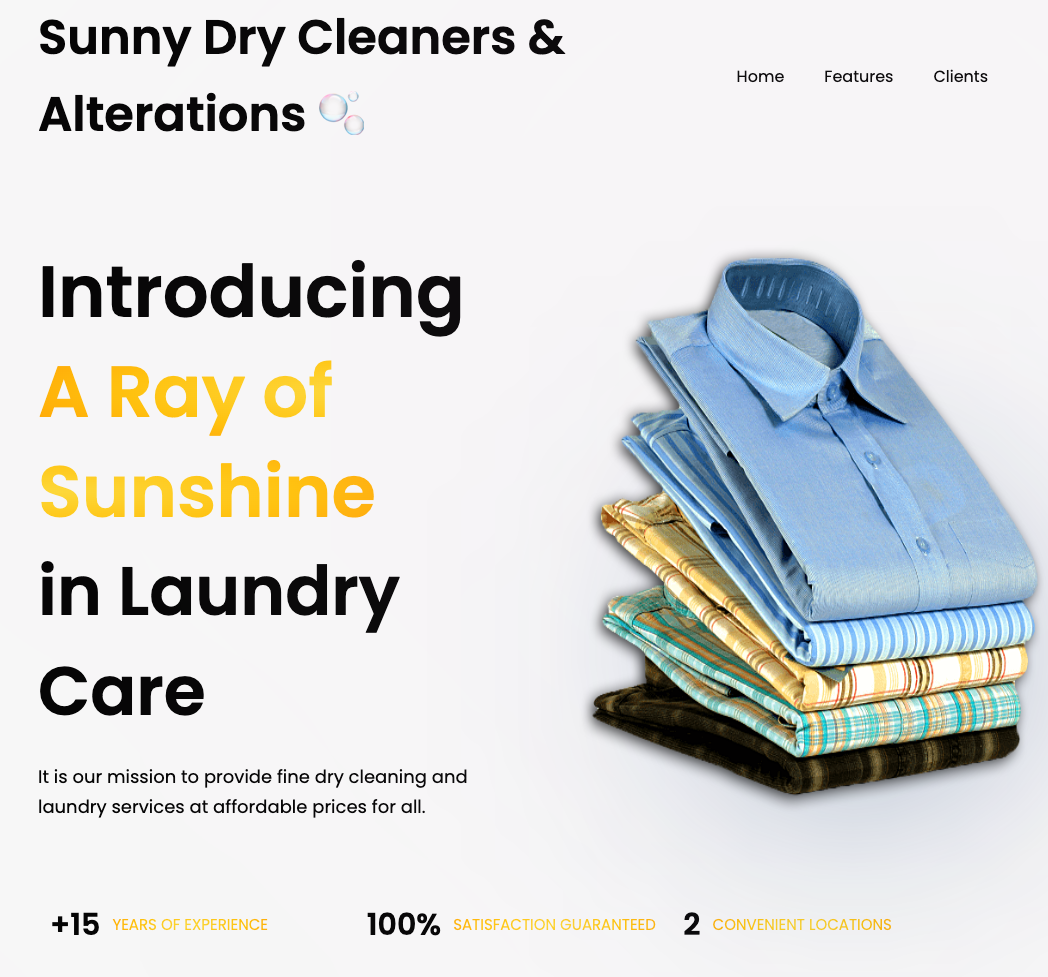 Sunny Dry Cleaners &
Alterations
Home Features Clients
Introducing
A Ray of
Sunshine
in Laundry
Care
It is our mission to provide fine dry cleaning and
laundry services at affordable prices for all.
+15 YEARS OF EXPERIENCE 100% SATISFACTION GUARANTEED 2 CONVENIENT LOCATIONS